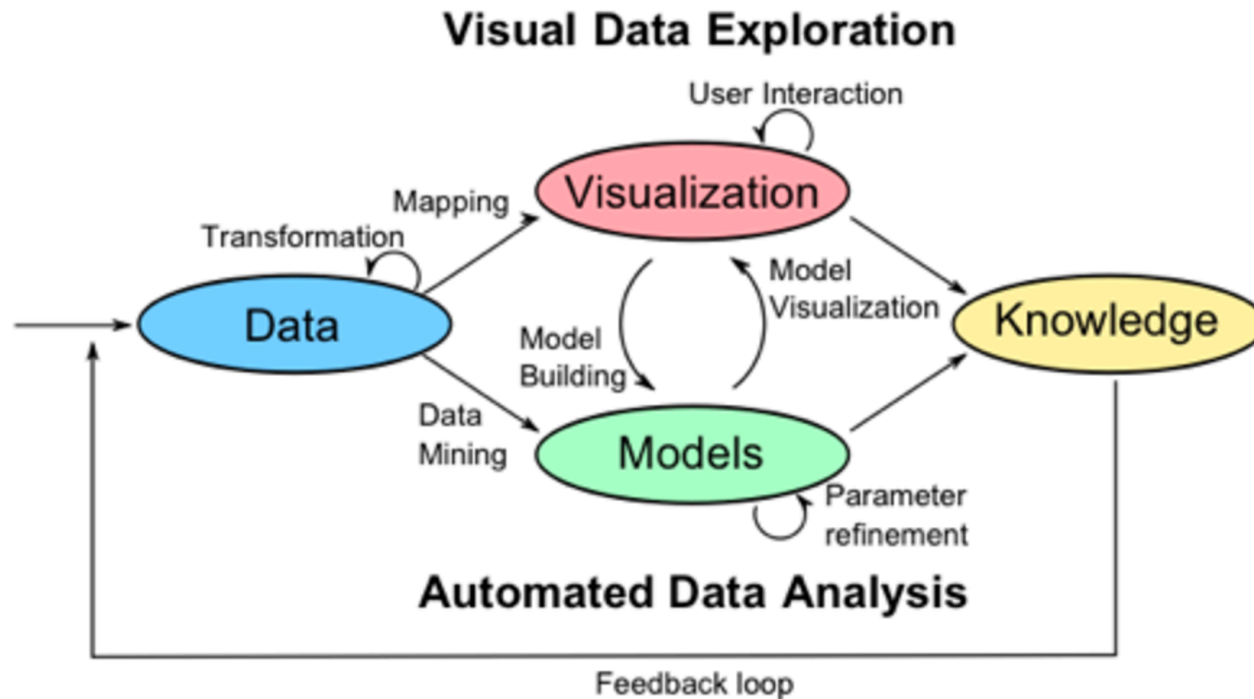 Visual Data Exploration
User Interaction
Visualization
Mapping
Transformation
Data
Model
Visualization
Knowledge
Model
Building
Data
Mining
Models
Parameter
refinement
Automated Data Analysis
Feedback loop